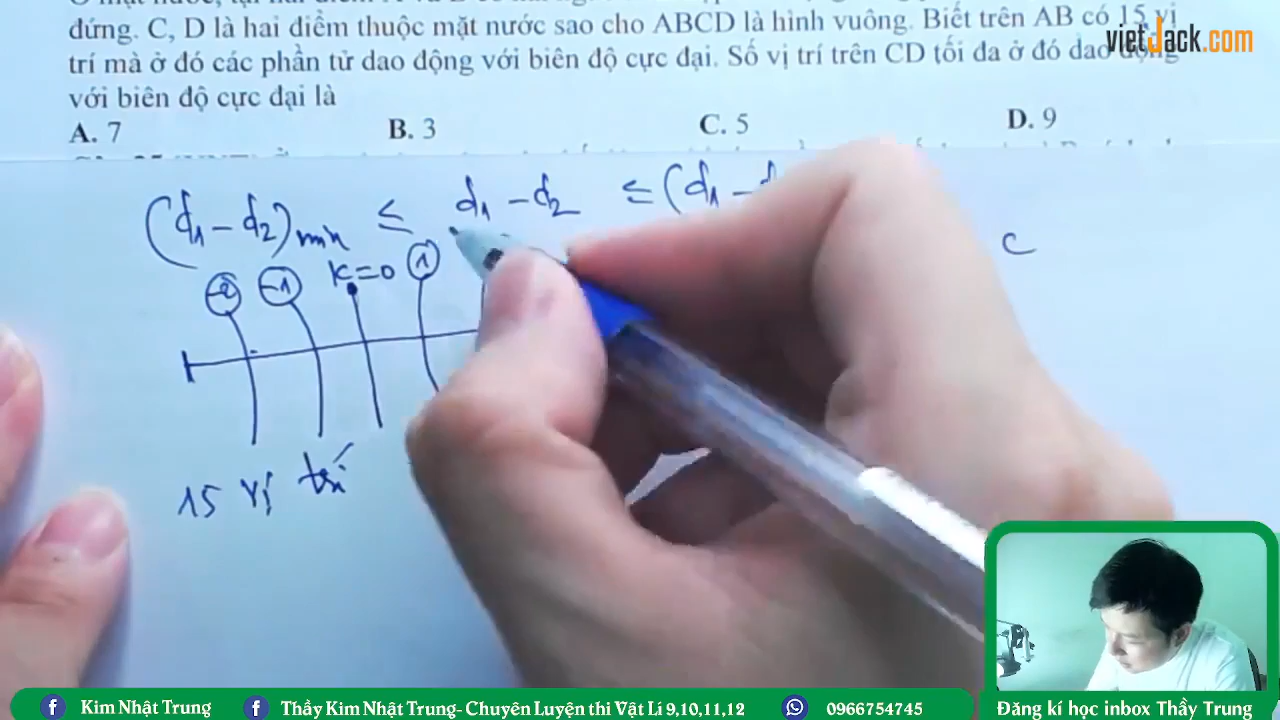 đứng. C, D là hai điểm thuộc mặt nước sao cho ABCD là hình vuông. Biết trên AB có 15 vị
vietJack.com
trí mà ở đó các phần tử dao động với biên độ cực đại. Số vị trí trên CD tối đa ở đó dao động
với biên độ cực đại là
A. 7 B. 3 C. 5 D. 9
(d1 - d2)min ≤ d1 - d2 ≤ (d1 - d
-2 -1 K=0 1 C
15 vị trí
Kim Nhật Trung Thầy Kim Nhật Trung- Chuyên Luyện thi Vật Lí 9,10,11,12 0966754745 Đăng kí học inbox Thầy Trung